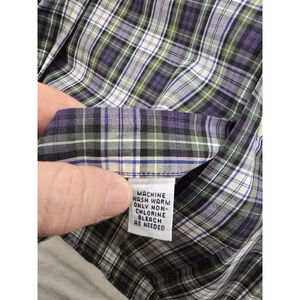 MACHINE
WASH WARM
ONLY NON-
CHLORINE
BLEACH
AS NEEDED